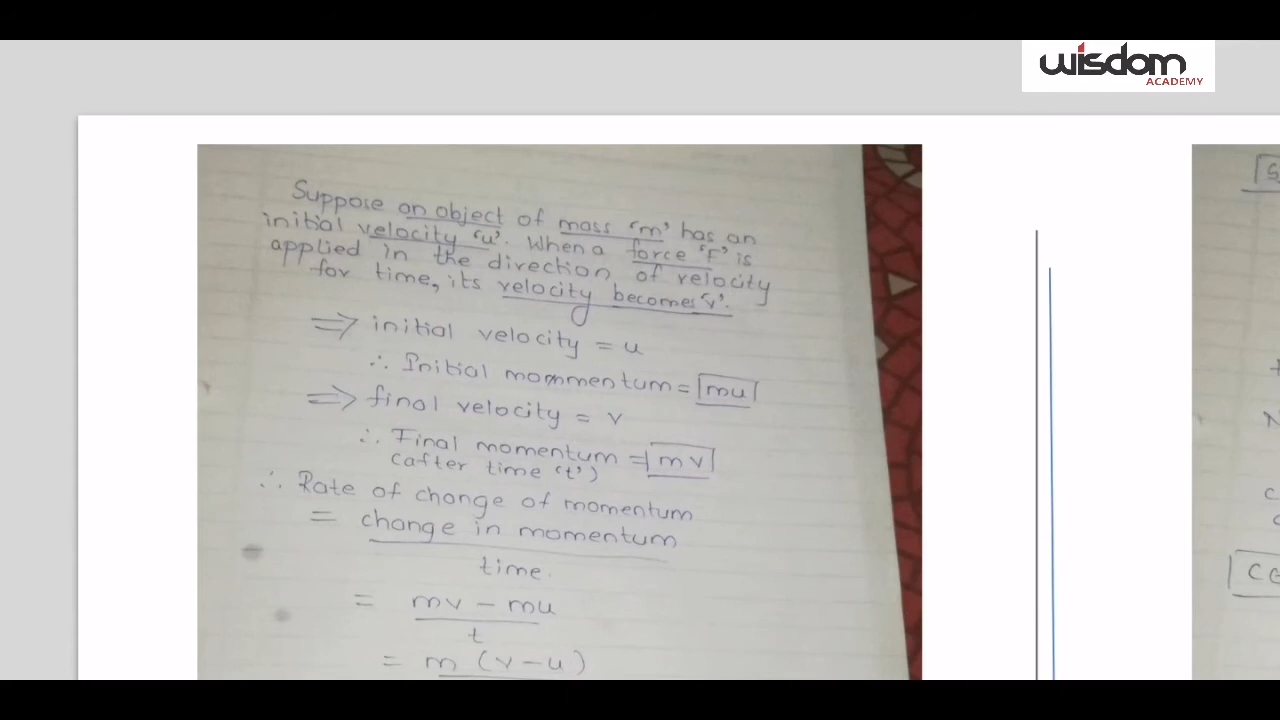 wisdom
ACADEMY
Suppose an object of mass 'm' has an
initial velocity 'u'. When a force 'F' is
applied in the direction of velocity
for time, its velocity becomes 'v'.
⇒ initial velocity = u
∴ Initial mommentum = mu
⇒ final velocity = v
∴ Final momentum = mv
(after time 't')
∴ Rate of change of momentum
= change in momentum
time.
= mv - mu
t
= m (v - u)